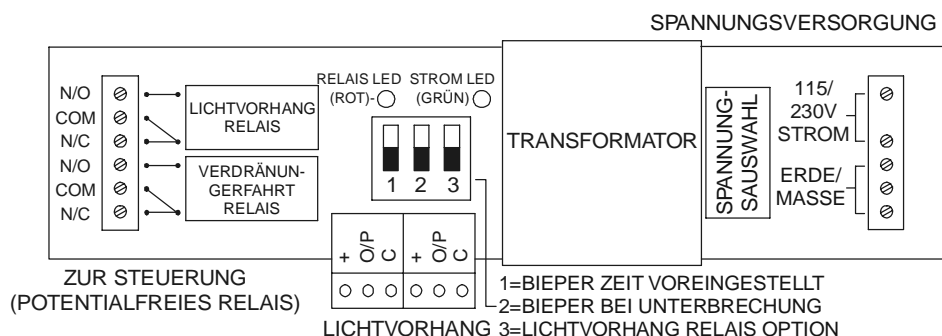 SPANNUNGSVERSORGUNG
N/O
COM
N/C
N/O
COM
N/C
LICHTVORHANG
RELAIS
VERDRÄNUN-
GERFAHRT
RELAIS
RELAIS LED
(ROT)-
STROM LED
(GRÜN)
1 2 3
TRANSFORMATOR
SPANNUNG-
SAUSWAHL
115/
230V
STROM
ERDE/
MASSE
+ O/P C + O/P C
ZUR STEUERUNG
(POTENTIALFREIES RELAIS)
LICHTVORHANG
1=BIEPER ZEIT VOREINGESTELLT
2=BIEPER BEI UNTERBRECHUNG
3=LICHTVORHANG RELAIS OPTION